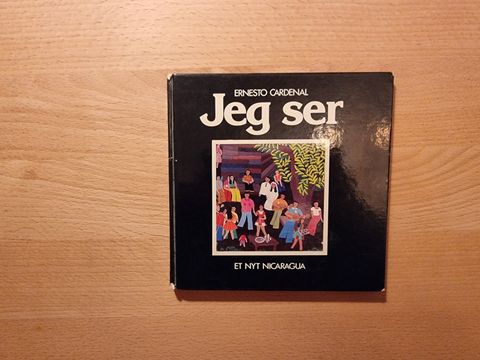 ERNESTO CARDENAL
Jeg ser
ET NYT NICARAGUA